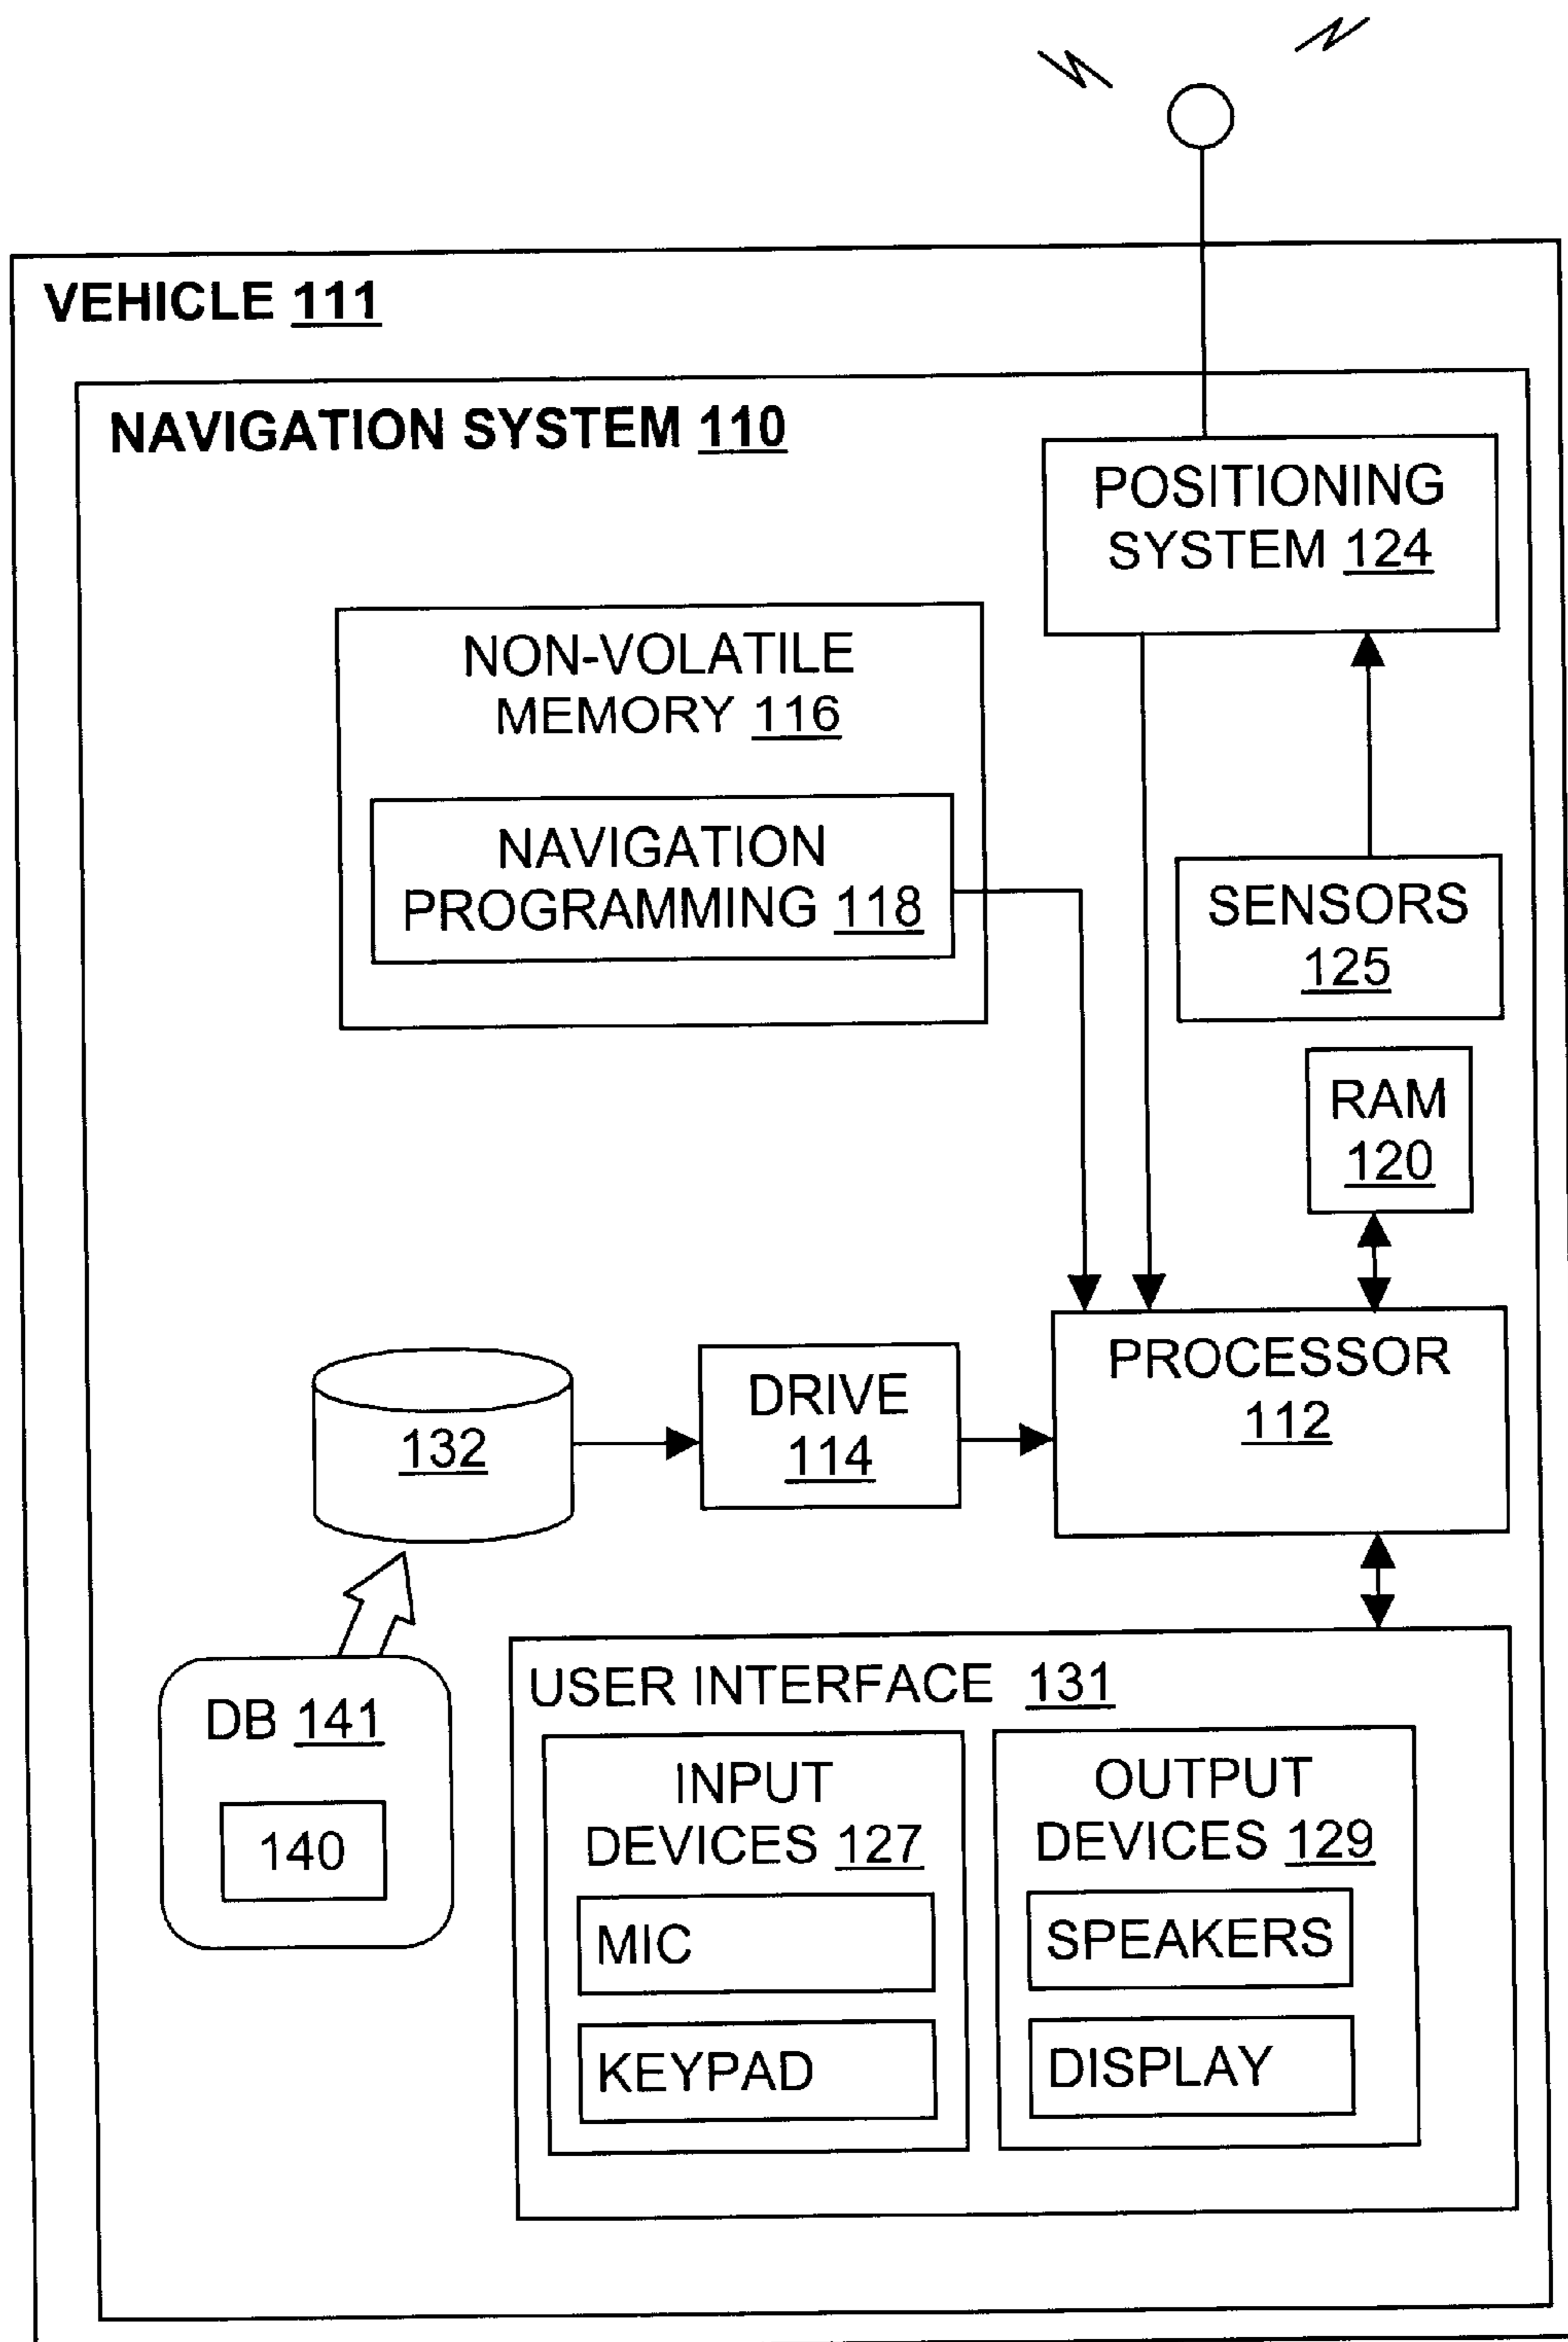 VEHICLE 111
NAVIGATION SYSTEM 110
POSITIONING
SYSTEM 124
NON-VOLATILE
MEMORY 116
NAVIGATION
PROGRAMMING 118
SENSORS
125
RAM
120
PROCESSOR
112
DRIVE
114
132
DB 141
140
USER INTERFACE 131
INPUT
DEVICES 127
MIC
KEYPAD
OUTPUT
DEVICES 129
SPEAKERS
DISPLAY